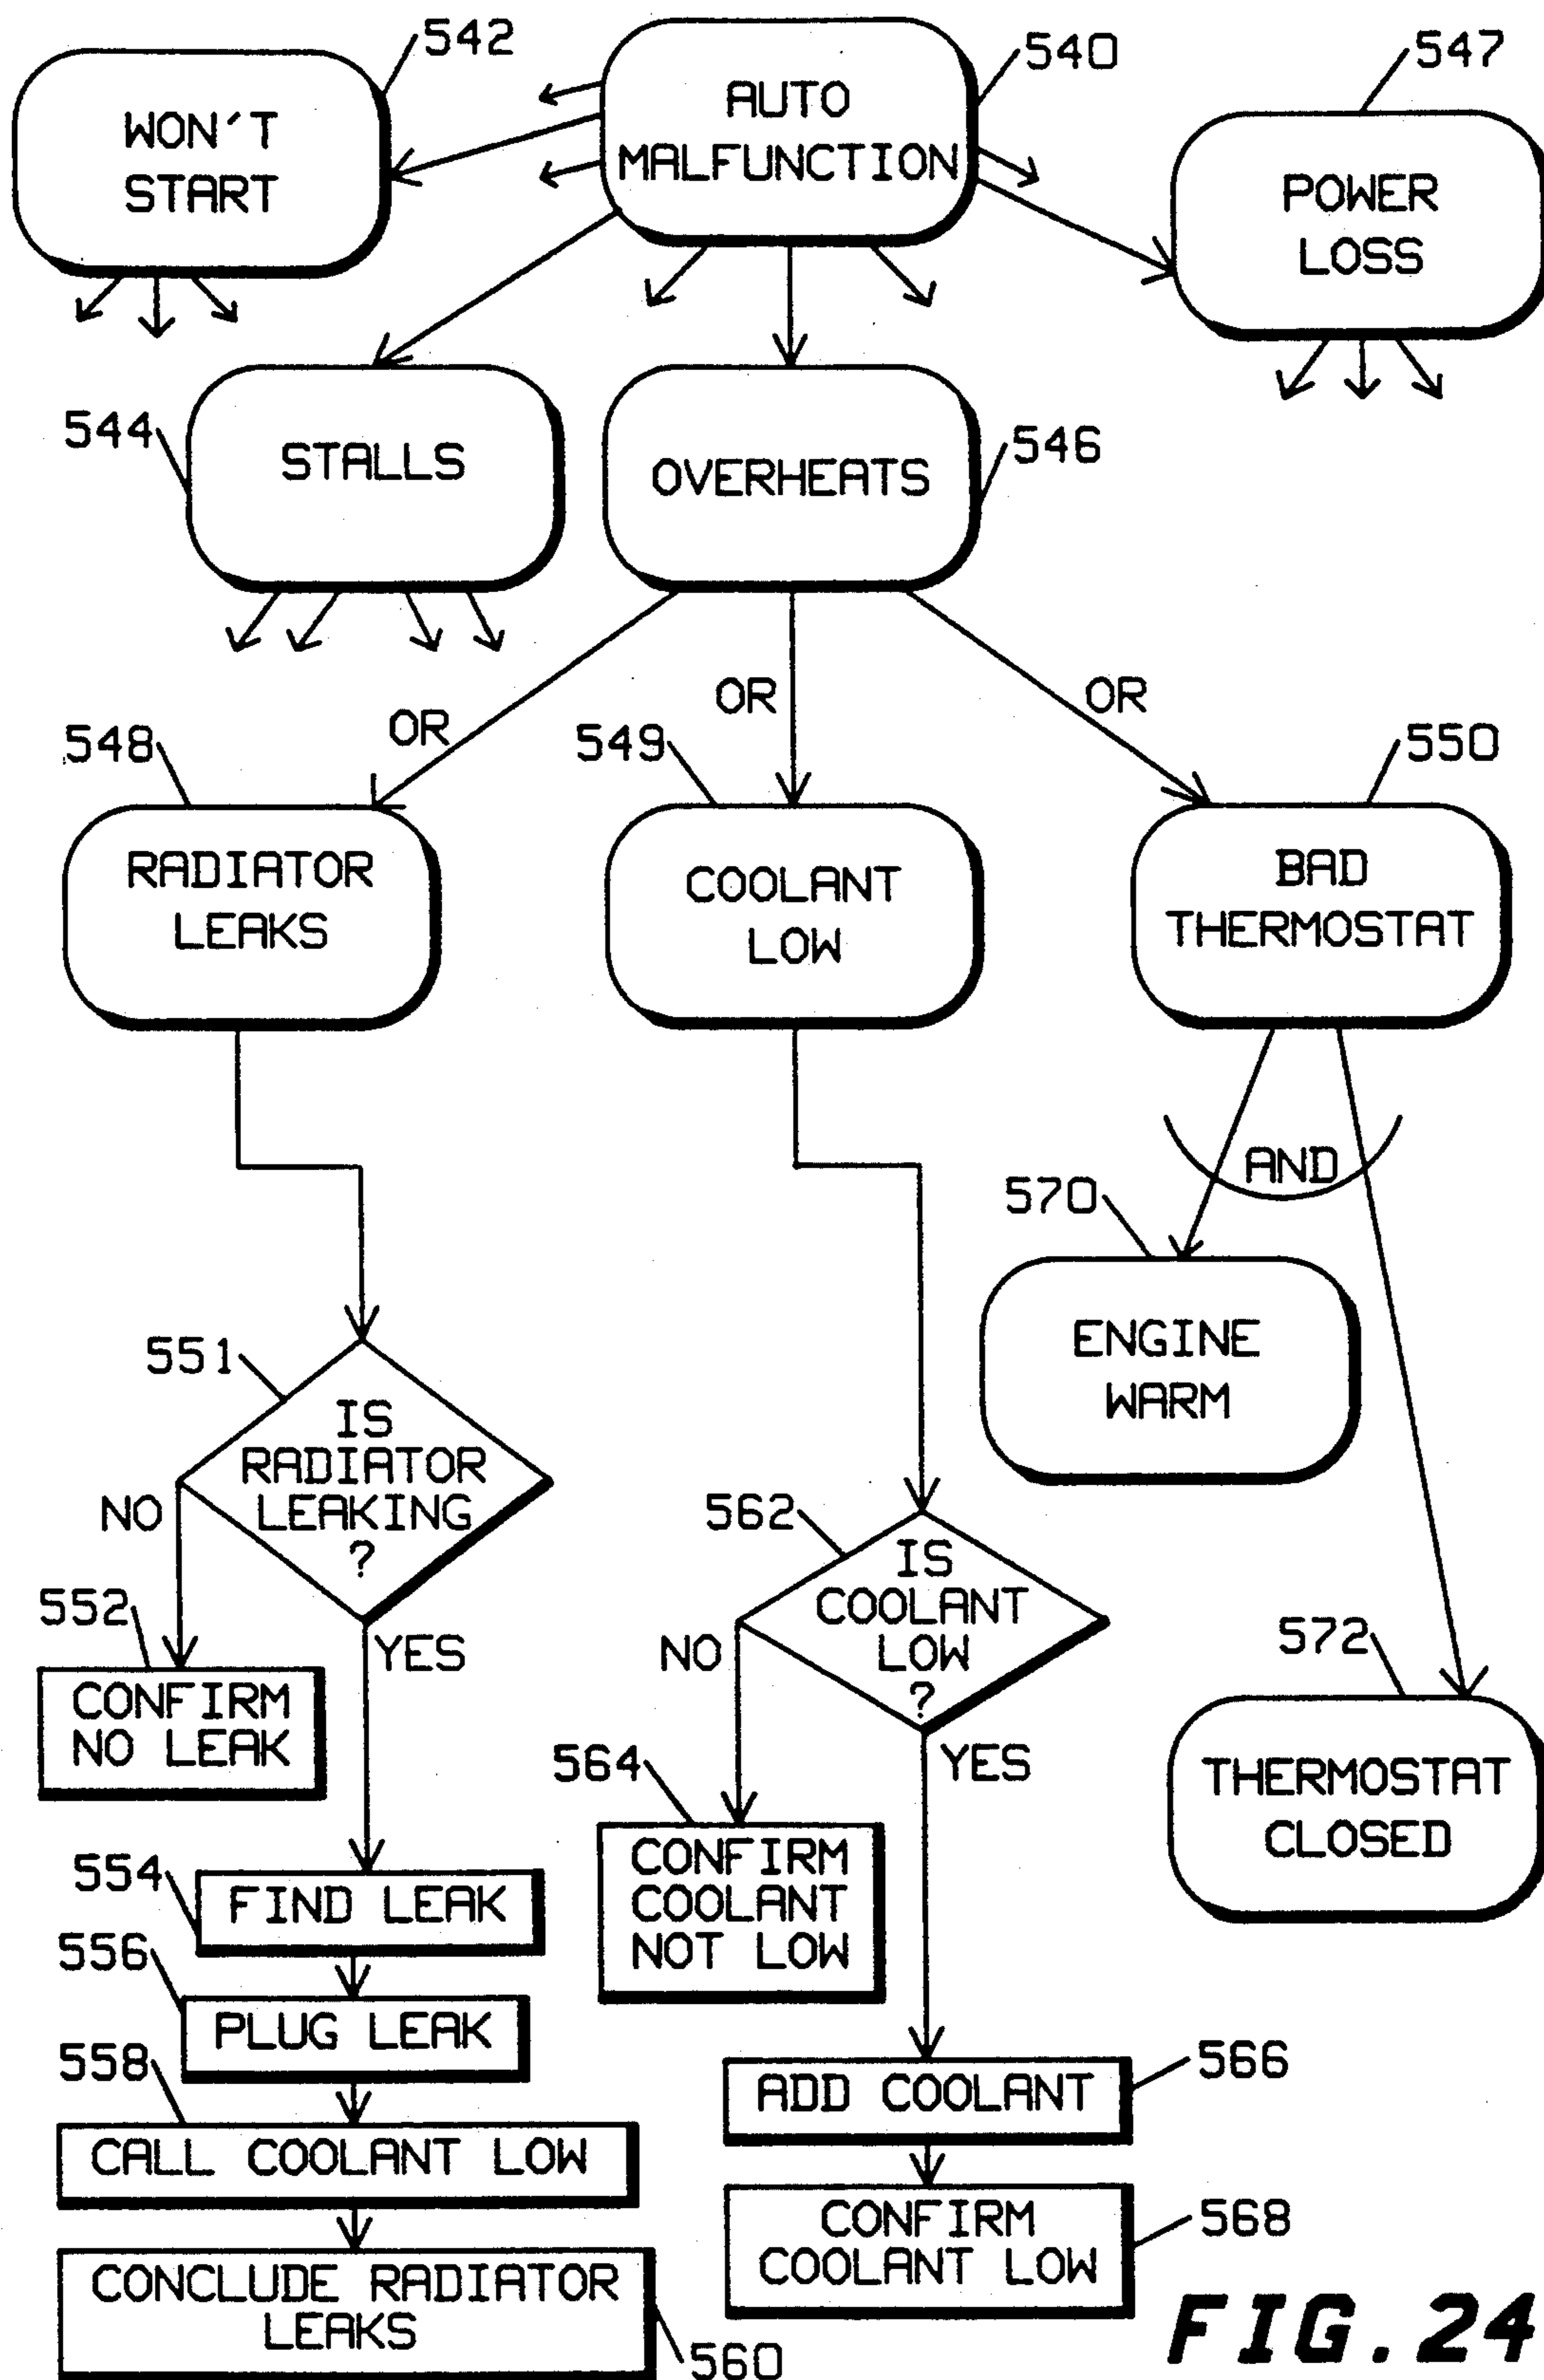 542
540
547
WON'T
START
AUTO
MALFUNCTION
POWER
LOSS
544
STALLS
OVERHEATS
546
OR
OR
OR
548
549
550
RADIATOR
LEAKS
COOLANT
LOW
BAD
THERMOSTAT
AND
570
ENGINE
WARM
551
IS
RADIATOR
LEAKING
?
NO
YES
552
CONFIRM
NO LEAK
562
IS
COOLANT
LOW
?
NO
YES
572
THERMOSTAT
CLOSED
564
CONFIRM
COOLANT
NOT LOW
554
FIND LEAK
556
PLUG LEAK
558
CALL COOLANT LOW
CONCLUDE RADIATOR
LEAKS
560
566
ADD COOLANT
CONFIRM
COOLANT LOW
568
FIG. 24